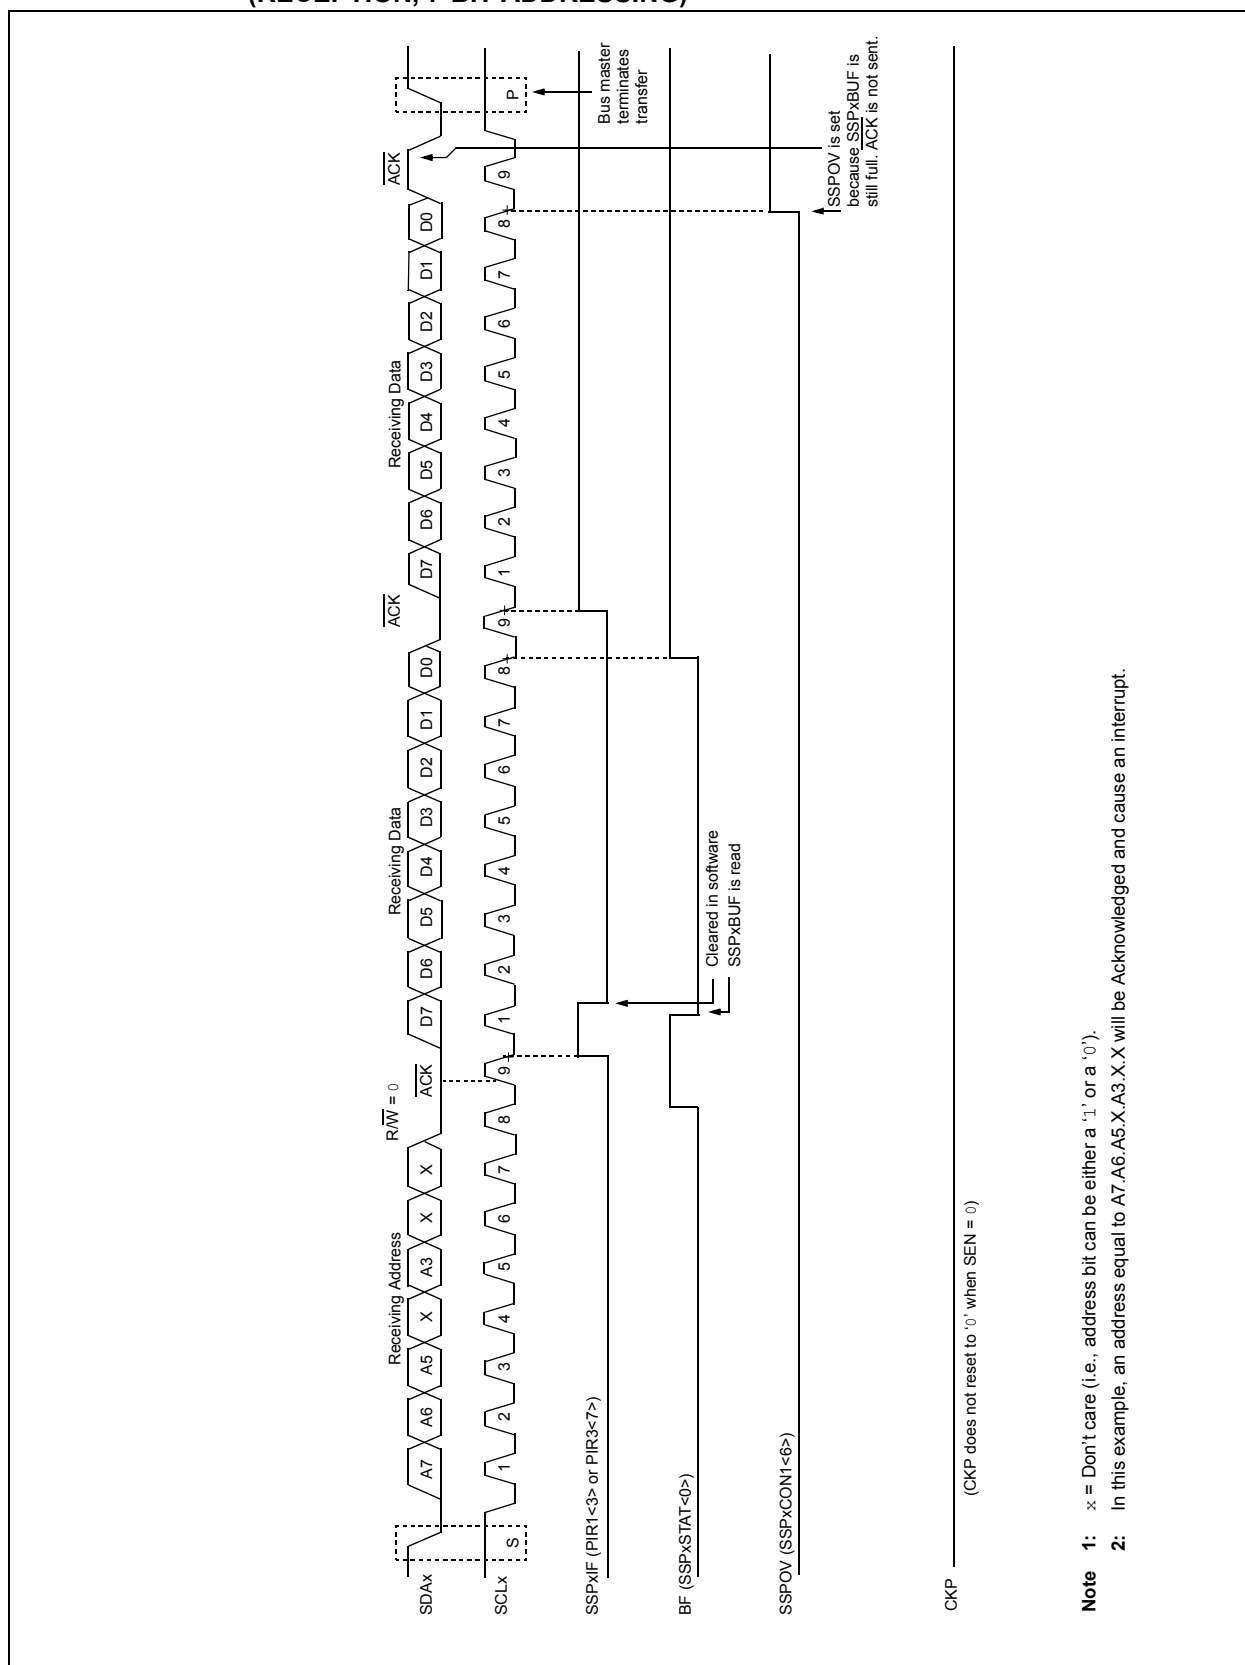 (RECEPTION, 7-BIT ADDRESSING)
SDAx
Receiving Address
A7 A6 A5 X A3 X X
R/W = 0
ACK
Receiving Data
D7 D6 D5 D4 D3 D2 D1 D0
ACK
Receiving Data
D7 D6 D5 D4 D3 D2 D1 D0
ACK
SCLx
S
1 2 3 4 5 6 7 8 9
1 2 3 4 5 6 7 8 9
1 2 3 4 5 6 7 8 9
P
SSPxIF (PIR1<3> or PIR3<7>)
Bus master
terminates
transfer
BF (SSPxSTAT<0>)
Cleared in software
SSPxBUF is read
SSPOV (SSPxCON1<6>)
SSPOV is set
because SSPxBUF is
still full. ACK is not sent.
CKP
(CKP does not reset to ‘0’ when SEN = 0)
Note 1: x = Don’t care (i.e., address bit can be either a ‘1’ or a ‘0’).
2: In this example, an address equal to A7.A6.A5.X.A3.X.X will be Acknowledged and cause an interrupt.